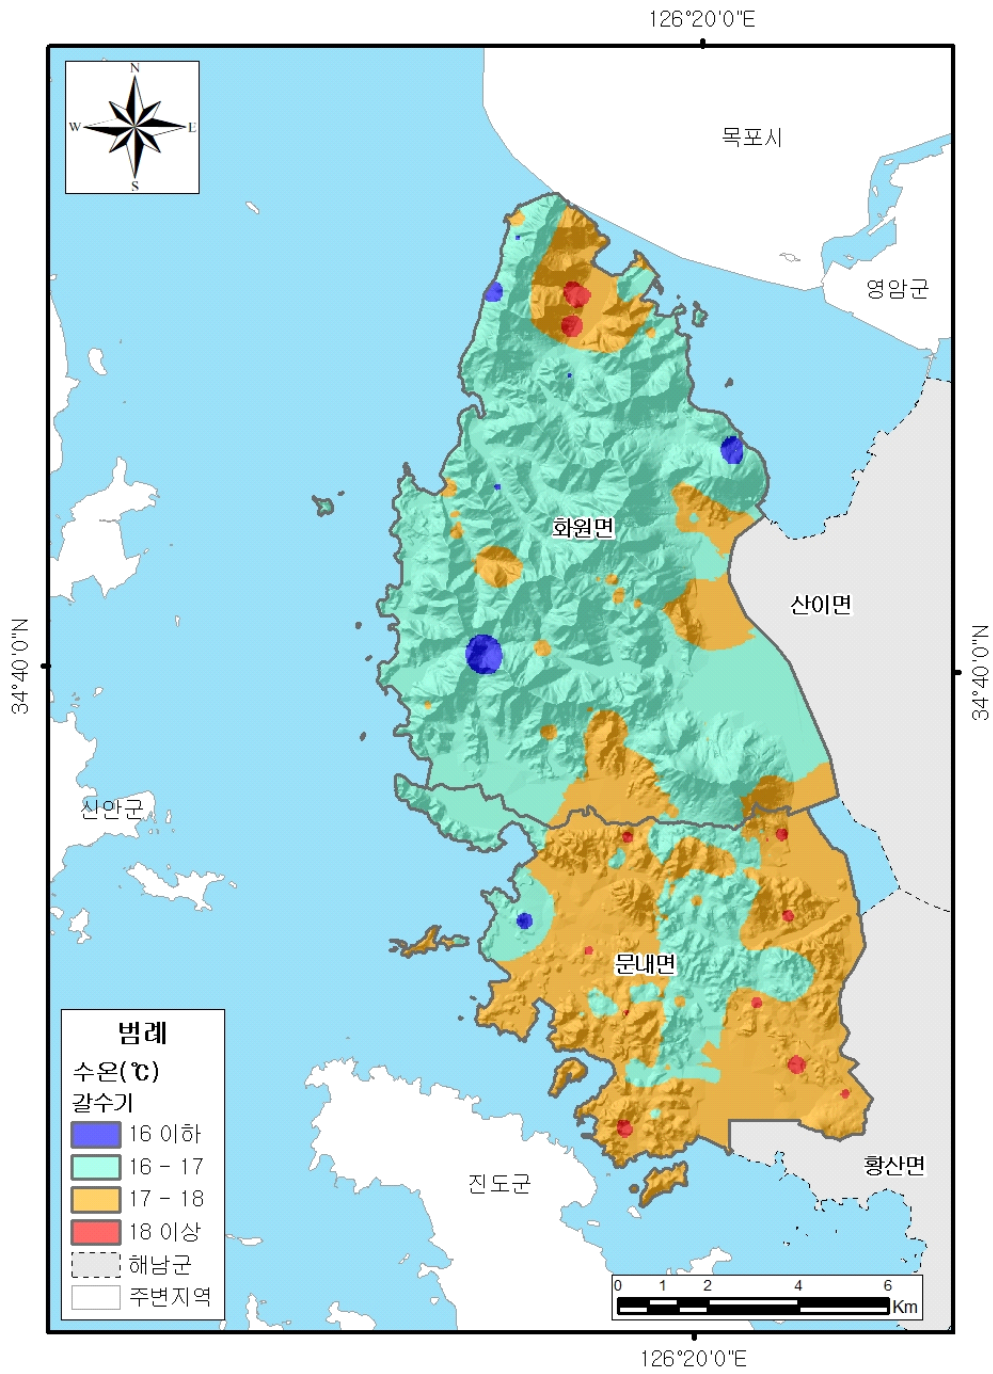 126°20'0"E
N
W
E
S
목포시
영암군
화원면
산이면
34°40'0"N
34°40'0"N
신안군
문내면
범례
수온(℃)
갈수기
16 이하
16 - 17
17 - 18
18 이상
해남군
주변지역
진도군
황산면
0 1 2 4 6
Km
126°20'0"E